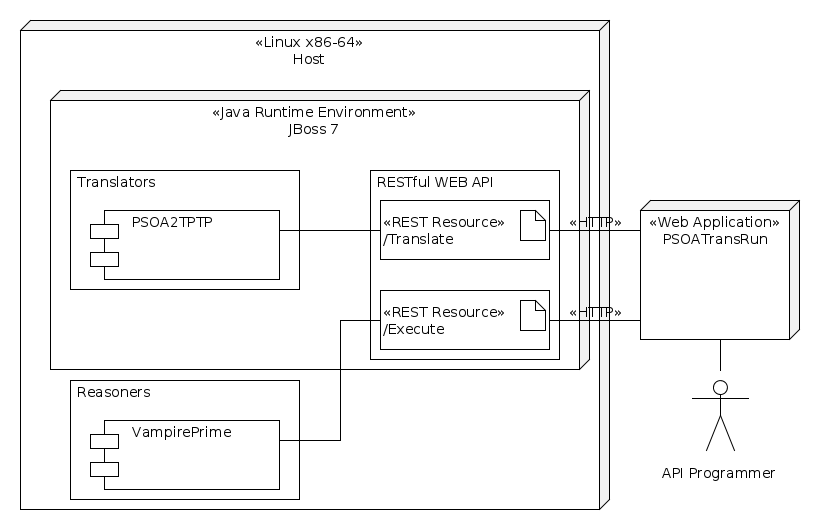 «Linux x86-64»
Host
«Java Runtime Environment»
JBoss 7
Translators
PSOA2TPTP
RESTful WEB API
«REST Resource»
/Translate
«HTTP»
«Web Application»
PSOATransRun
«REST Resource»
/Execute
«HTTP»
Reasoners
VampirePrime
API Programmer